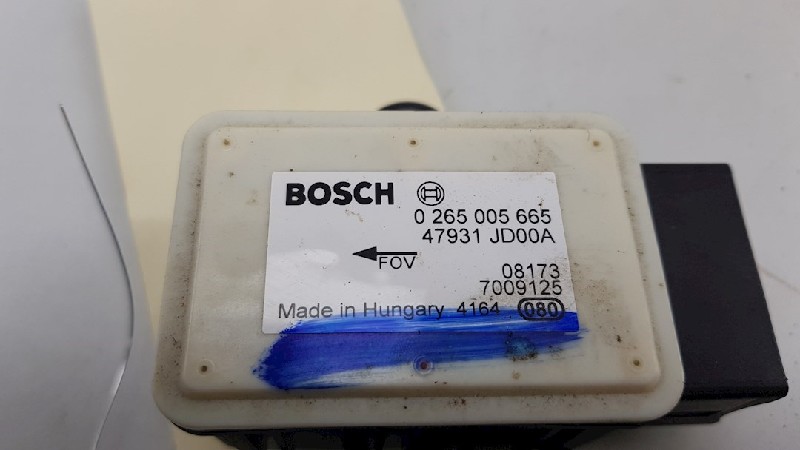 BOSCH
0 265 005 665
47931 JD00A
FOV
08173
7009125
Made in Hungary 4164 080